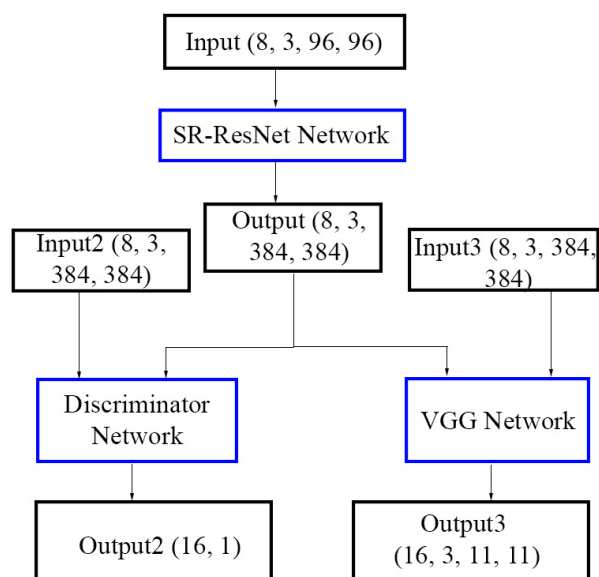 Input (8, 3, 96, 96)
SR-ResNet Network
Output (8, 3,
384, 384)
Input2 (8, 3,
384, 384)
Input3 (8, 3, 384,
384)
Discriminator
Network
VGG Network
Output2 (16, 1)
Output3
(16, 3, 11, 11)